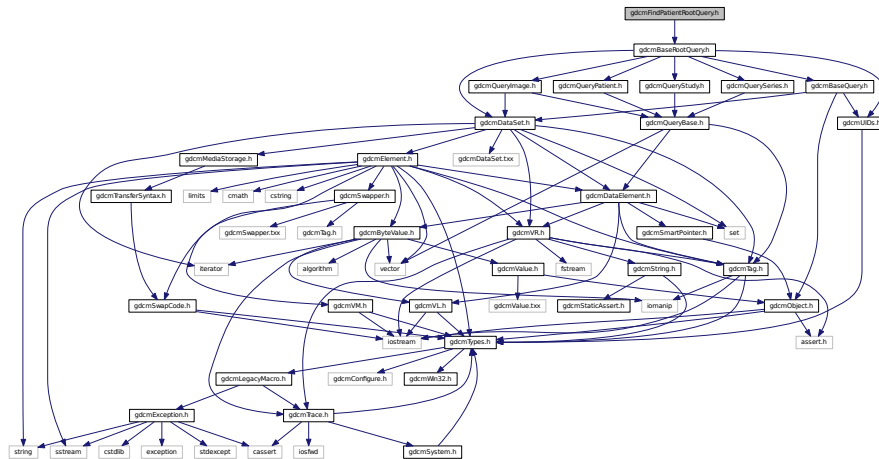 gdcmFindPatientRootQuery.h
gdcmBaseRootQuery.h
gdcmQueryImage.h
gdcmQueryPatient.h
gdcmQueryStudy.h
gdcmQuerySeries.h
gdcmBaseQuery.h
gdcmDataSet.h
gdcmQueryBase.h
gdcmUIDs.h
gdcmMediaStorage.h
gdcmElement.h
gdcmDataSet.txx
gdcmTransferSyntax.h
limits
cmath
cstring
gdcmSwapper.h
gdcmDataElement.h
gdcmSwapper.txx
gdcmTag.h
gdcmByteValue.h
gdcmVR.h
gdcmSmartPointer.h
set
iterator
algorithm
vector
gdcmValue.h
fstream
gdcmString.h
gdcmTag.h
gdcmSwapCode.h
gdcmVM.h
gdcmVL.h
gdcmValue.txx
gdcmStaticAssert.h
iomanip
gdcmObject.h
iostream
gdcmTypes.h
assert.h
gdcmLegacyMacro.h
gdcmConfigure.h
gdcmWin32.h
gdcmException.h
gdcmTrace.h
string
sstream
cstdlib
exception
stdexcept
cassert
iosfwd
gdcmSystem.h